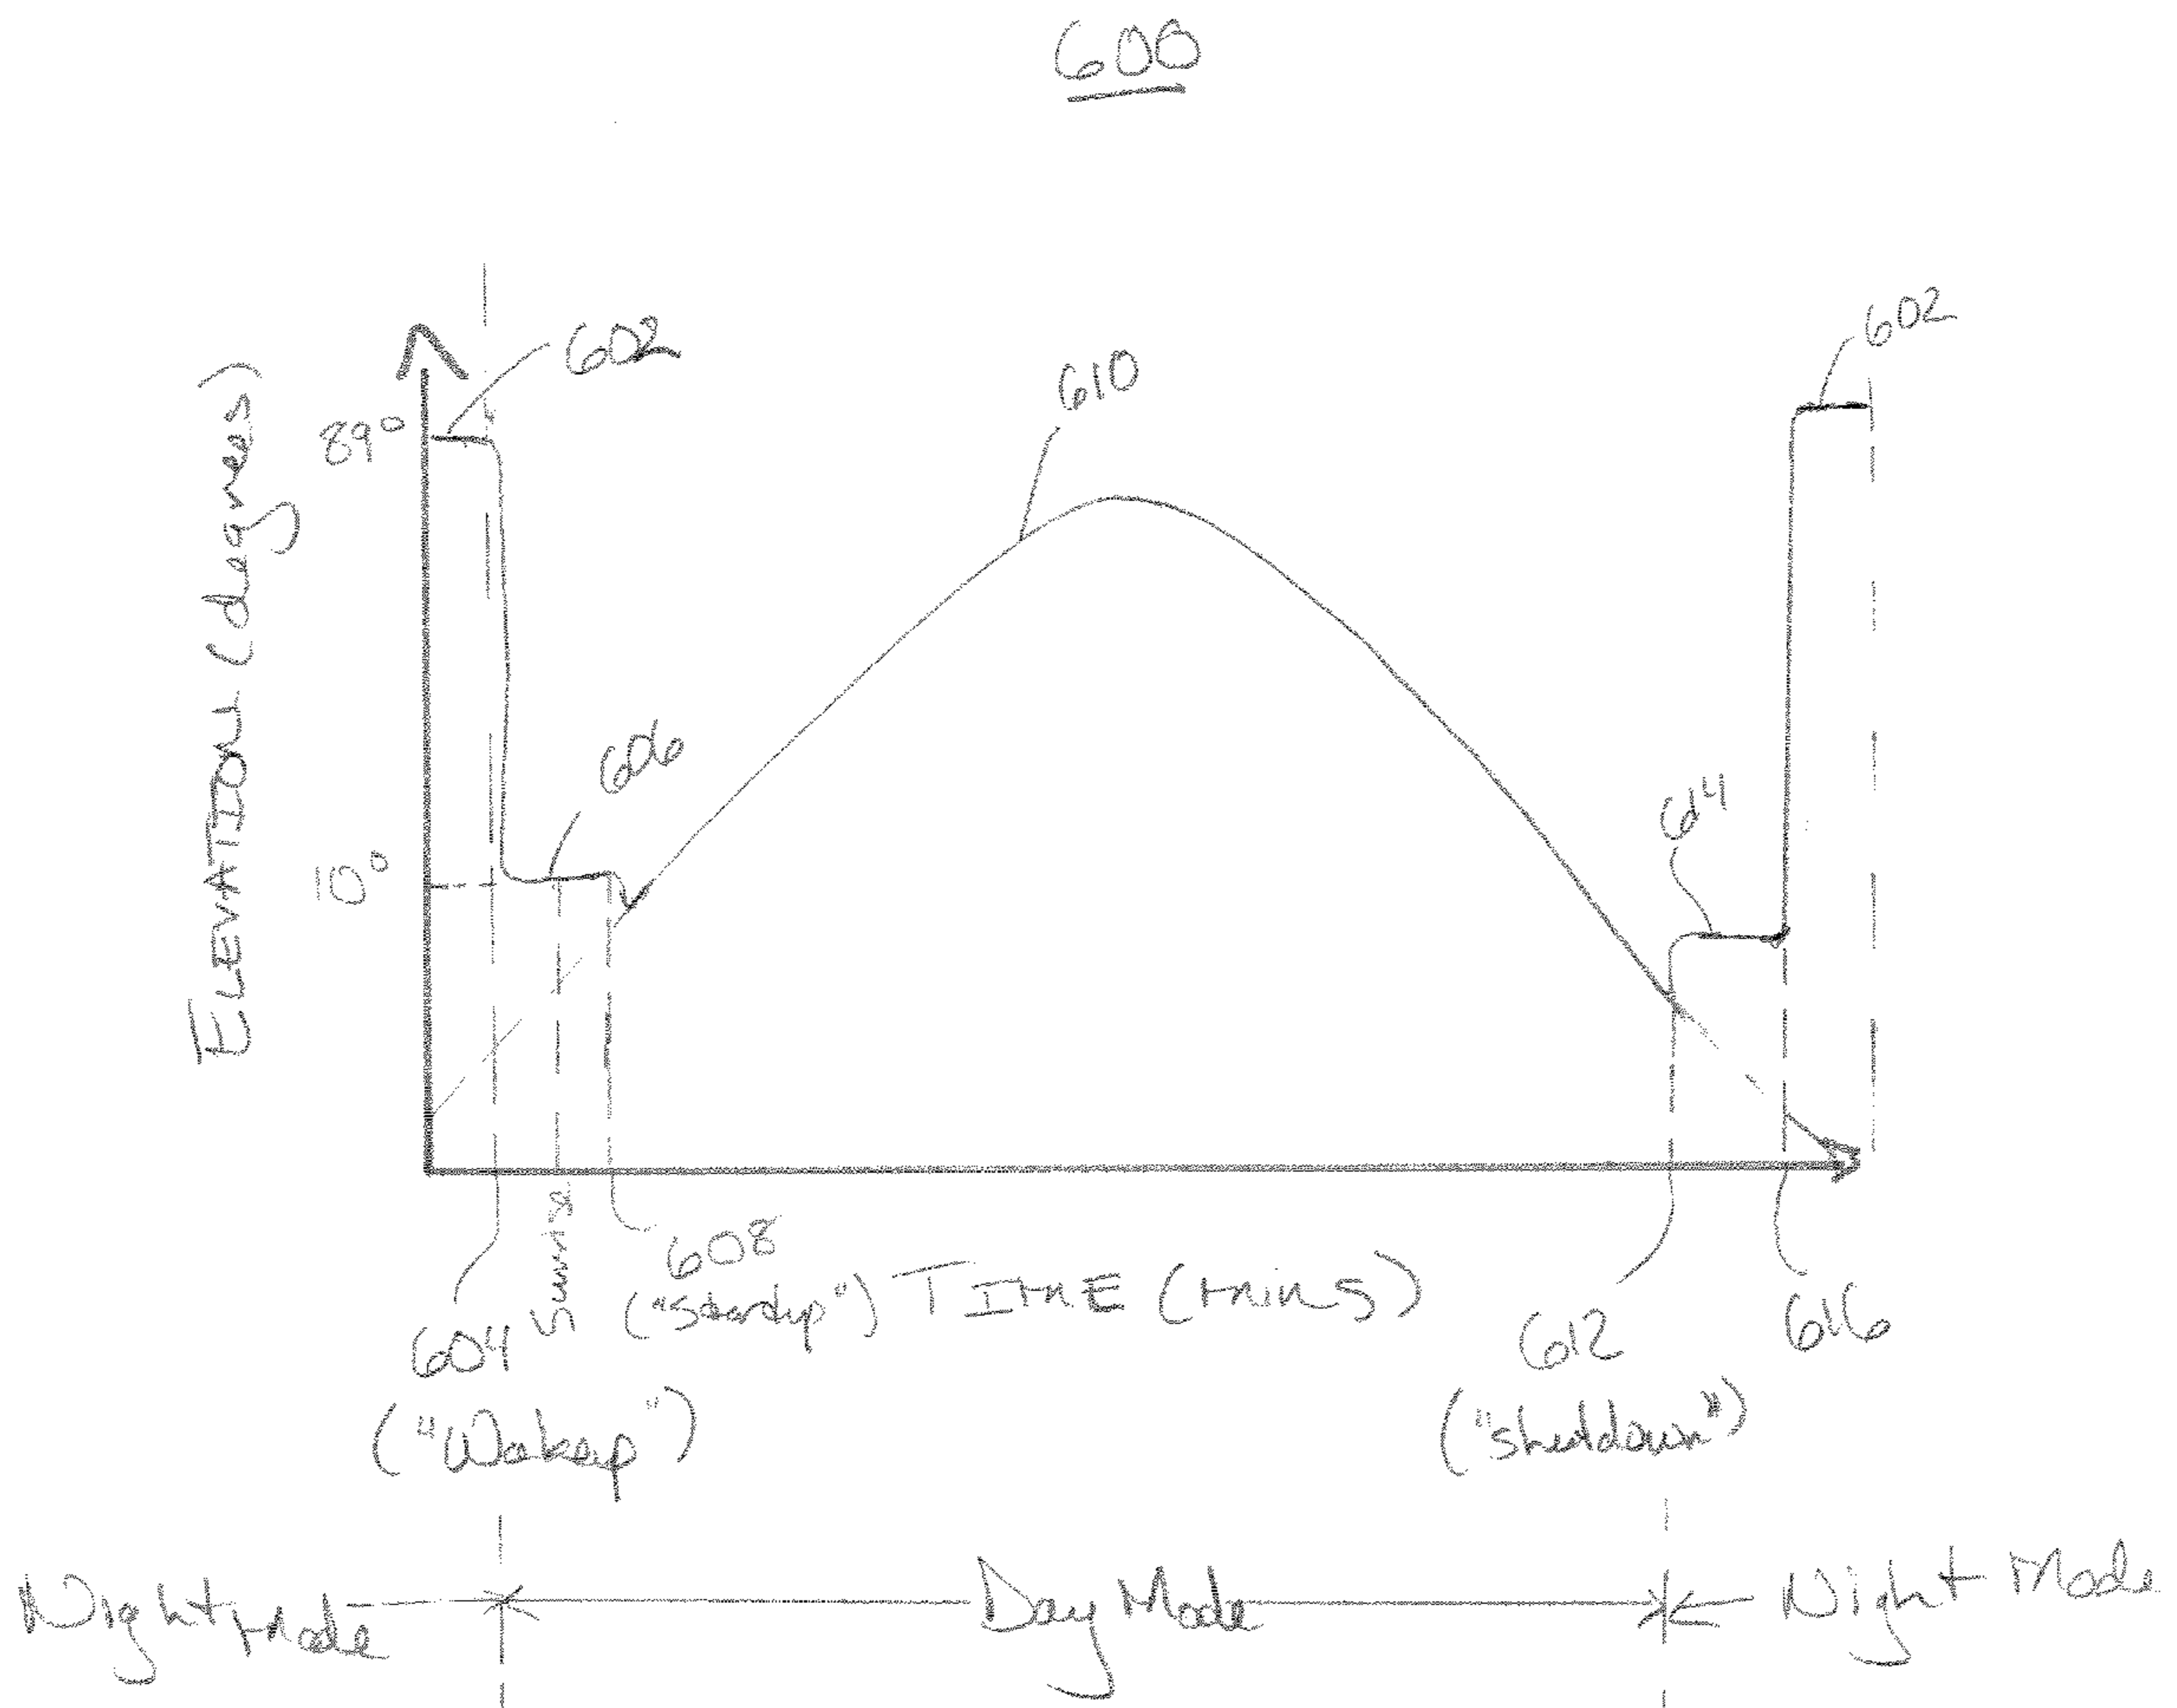 600
602
602
610
89°
ELEVATION (degrees)
606
614
10°
Sunrise
608
("Startup")
TIME (mins)
604
("Wakeup")
612
("shutdown")
616
Night Mode
Day Mode
Night Mode